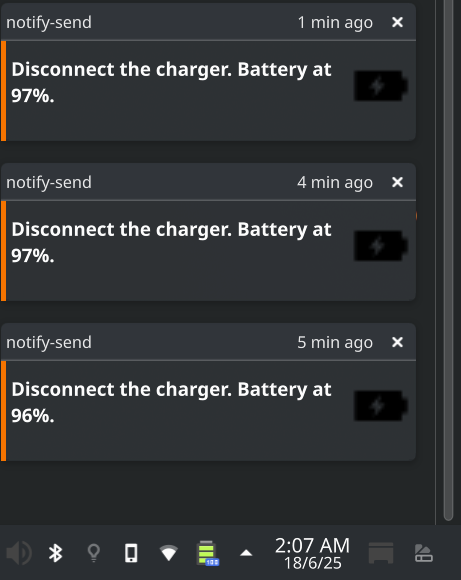 notify-send 1 min ago
Disconnect the charger. Battery at
97%.
notify-send 4 min ago
Disconnect the charger. Battery at
97%.
notify-send 5 min ago
Disconnect the charger. Battery at
96%.
2:07 AM
18/6/25